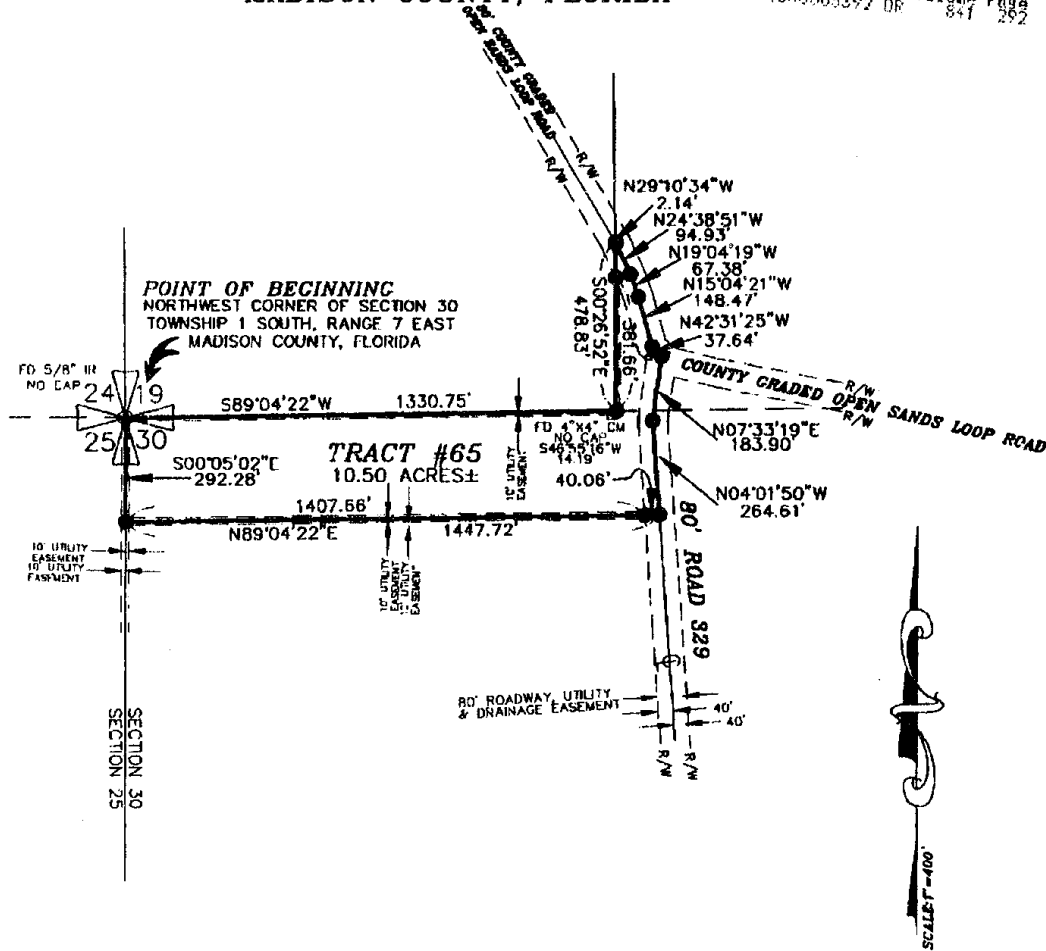 MADISON COUNTY, FLORIDA
841 292
COUNTY GRADED
OPEN SANDS LOOP ROAD
R/W
R/W
N29°10'34"W
2.14'
N24°38'51"W
94.93'
N19°04'19"W
67.38'
N15°04'21"W
148.47'
N42°31'25"W
37.64'
POINT OF BEGINNING
NORTHWEST CORNER OF SECTION 30
TOWNSHIP 1 SOUTH, RANGE 7 EAST
MADISON COUNTY, FLORIDA
FD 5/8" IR
NO CAP
24 19
25 30
S00°26'52"E
478.83'
381.66'
R/W
COUNTY GRADED OPEN SANDS LOOP ROAD
R/W
S89°04'22"W 1330.75'
FD 4"X4" CM
NO CAP
S46°55'16"W
14.19'
N07°33'19"E
183.90'
TRACT #65
10.50 ACRES±
10' UTILITY
EASEMENT
S00°05'02"E
292.28'
40.06'
N04°01'50"W
264.61'
1407.66'
N89°04'22"E 1447.72'
10' UTILITY
EASEMENT
10' UTILITY
EASEMENT
10' UTILITY
EASEMENT
10' UTILITY
EASEMENT
80' ROAD 329
80' ROADWAY, UTILITY
& DRAINAGE EASEMENT
40'
40'
R/W
R/W
SECTION 30
SECTION 25
SCALE:1"=400'